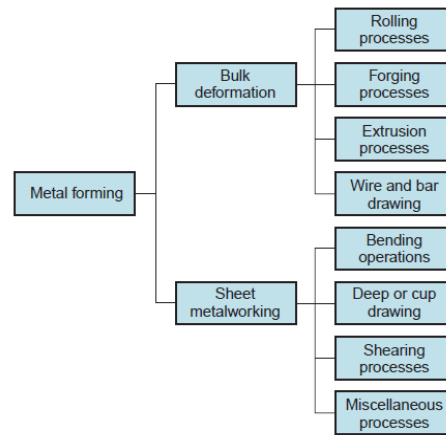 Rolling
processes
Bulk
deformation
Forging
processes
Extrusion
processes
Metal forming
Wire and bar
drawing
Bending
operations
Sheet
metalworking
Deep or cup
drawing
Shearing
processes
Miscellaneous
processes